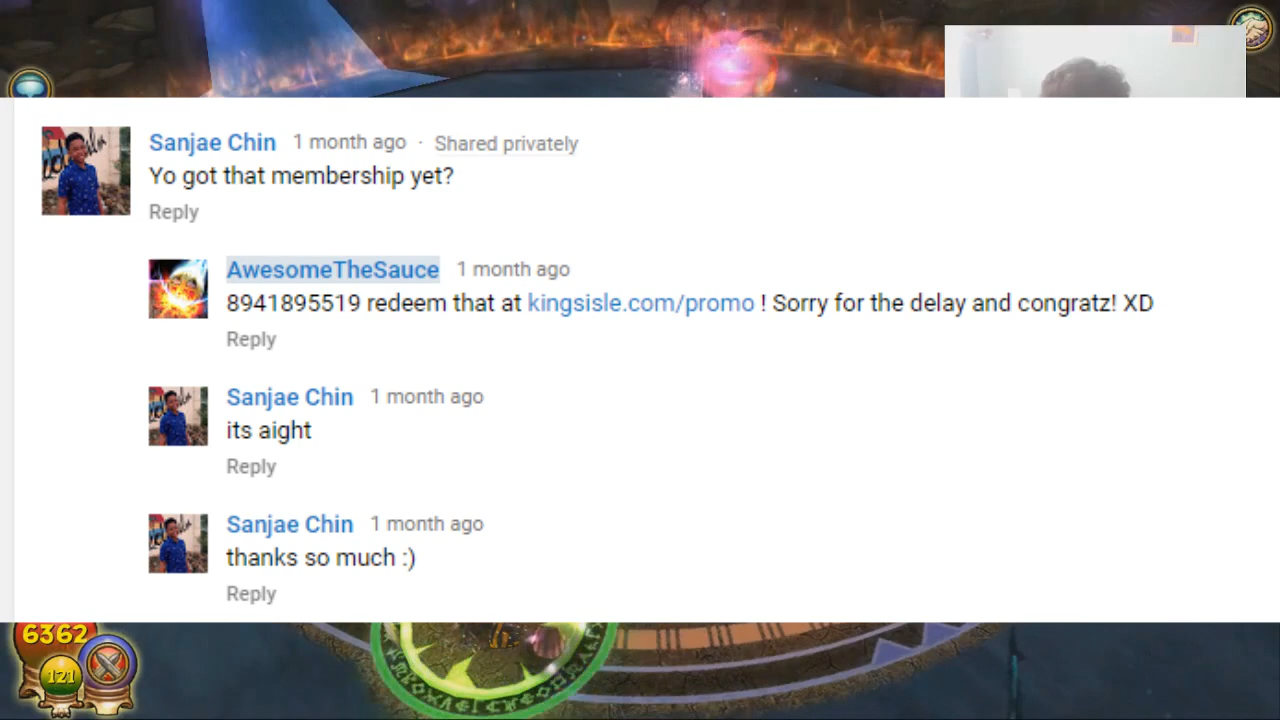 Sanjae Chin 1 month ago · Shared privately
Yo got that membership yet?
Reply
AwesomeTheSauce 1 month ago
8941895519 redeem that at kingsisle.com/promo ! Sorry for the delay and congratz! XD
Reply
Sanjae Chin 1 month ago
its aight
Reply
Sanjae Chin 1 month ago
thanks so much :)
Reply
6362
121